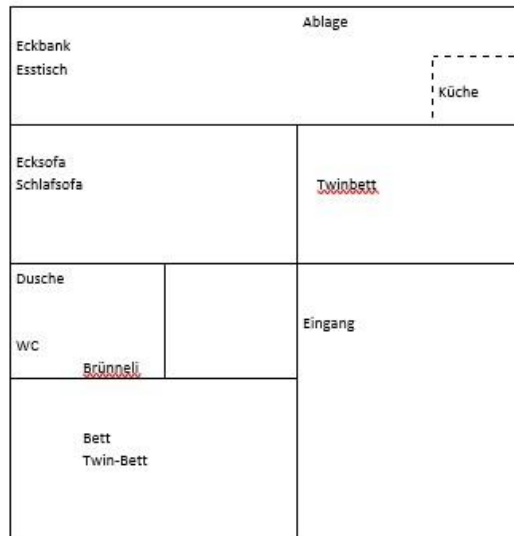 Ablage
Eckbank
Esstisch
Küche
Ecksofa
Schlafsofa
Twinbett
Dusche
Eingang
WC
Brünneli
Bett
Twin-Bett